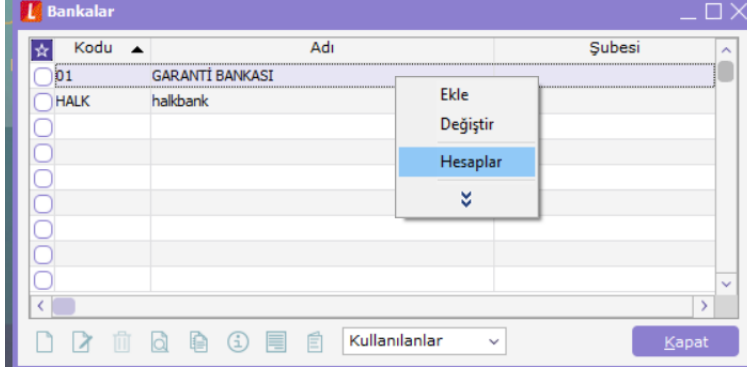 Bankalar
Kodu Adı Şubesi
01 GARANTİ BANKASI
HALK halkbank
Ekle
Değiştir
Hesaplar
Kullanılanlar
Kapat